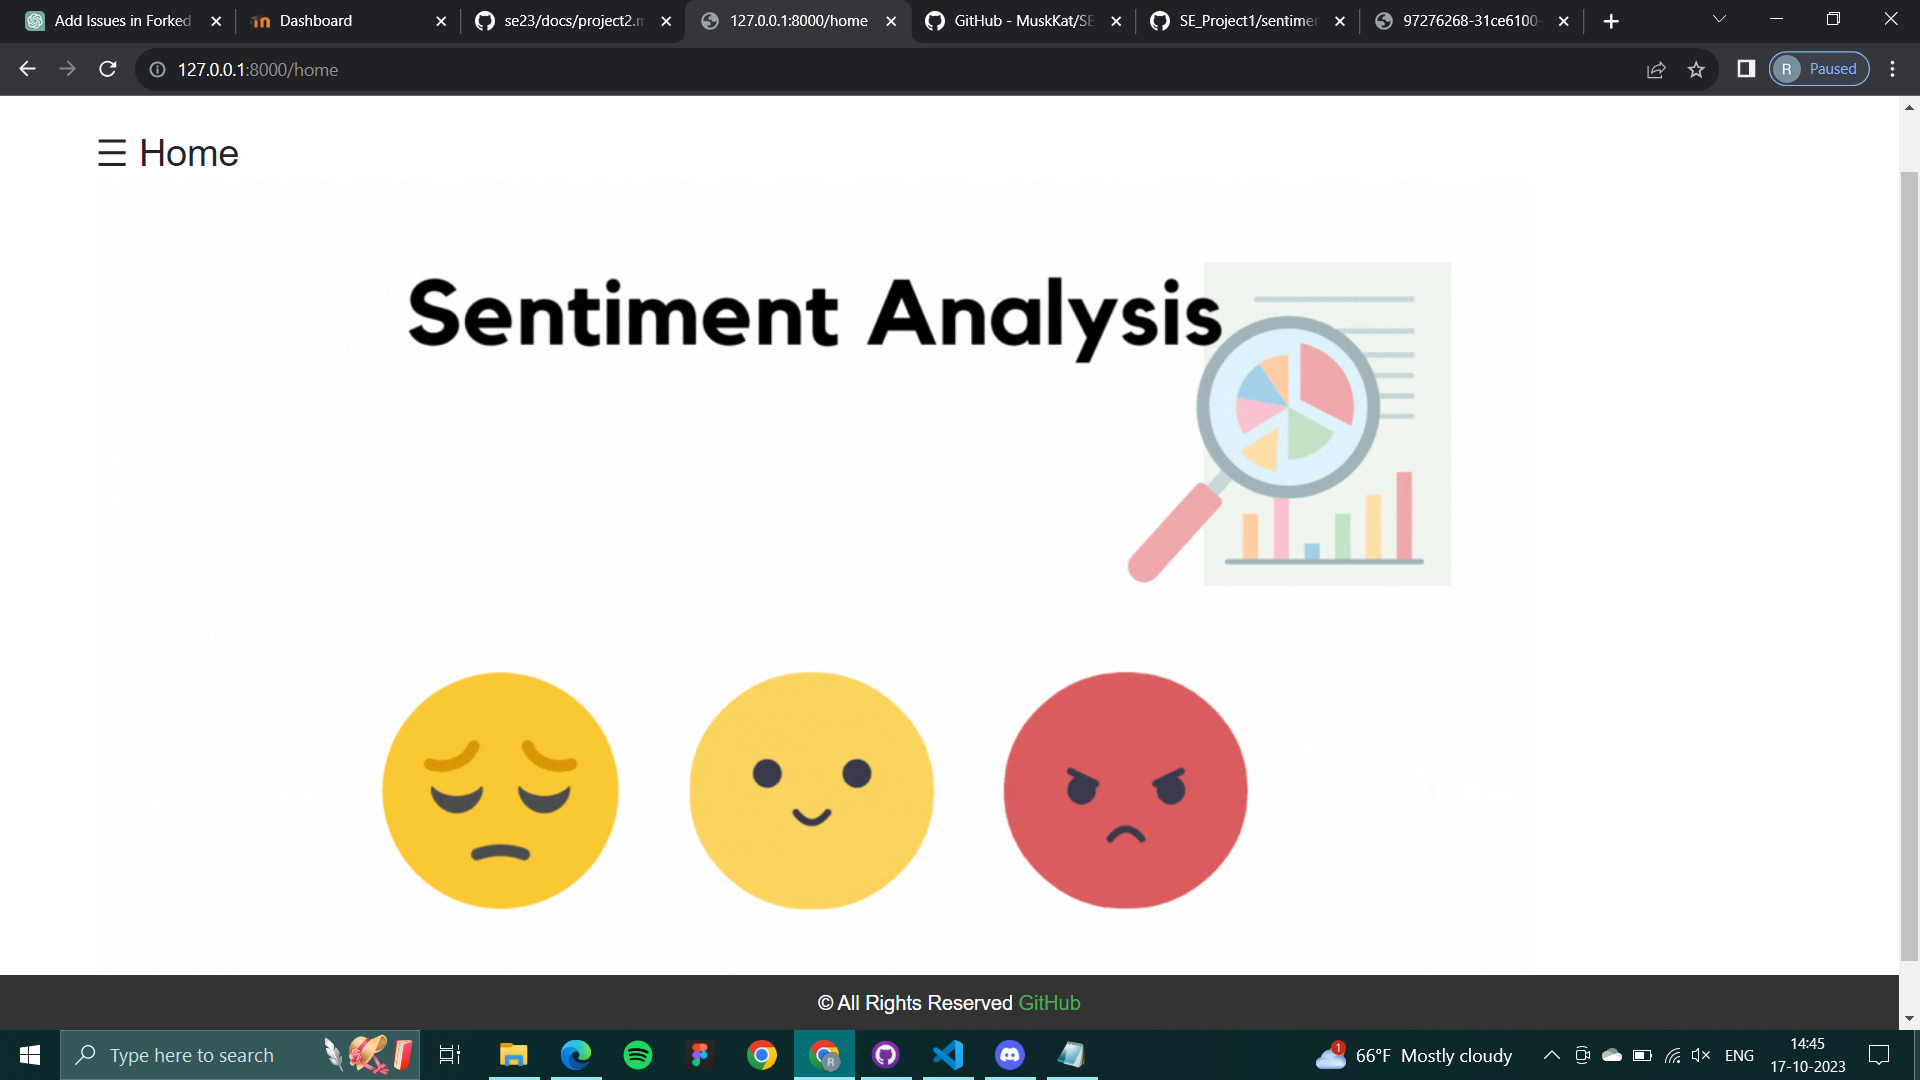 Add Issues in Forked
Dashboard
se23/docs/project2.m
127.0.0.1:8000/home
GitHub - MuskKat/SE
SE_Project1/sentimen
97276268-31ce6100-
127.0.0.1:8000/home
R Paused
☰ Home
Sentiment Analysis
© All Rights Reserved GitHub
Type here to search
R
1
66°F Mostly cloudy
ENG
14:45
17-10-2023